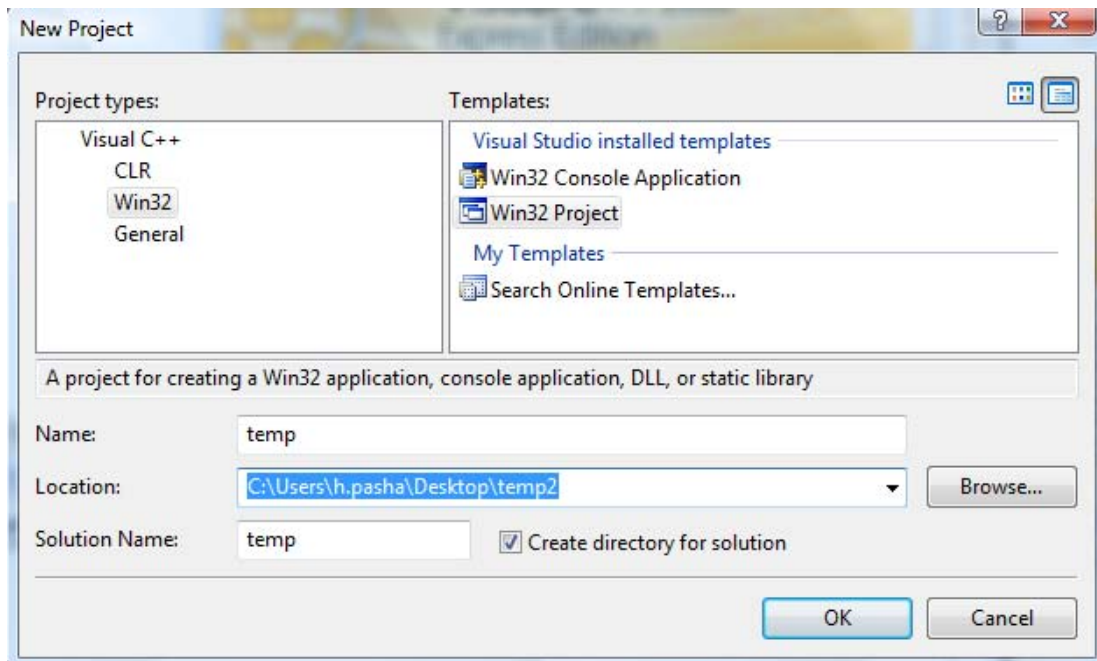 Express Edition
New Project
Project types:
Templates:
Visual C++
CLR
Win32
General
Visual Studio installed templates
Win32 Console Application
Win32 Project
My Templates
Search Online Templates...
A project for creating a Win32 application, console application, DLL, or static library
Name:
temp
Location:
C:\Users\h.pasha\Desktop\temp2
Browse...
Solution Name:
temp
Create directory for solution
OK
Cancel